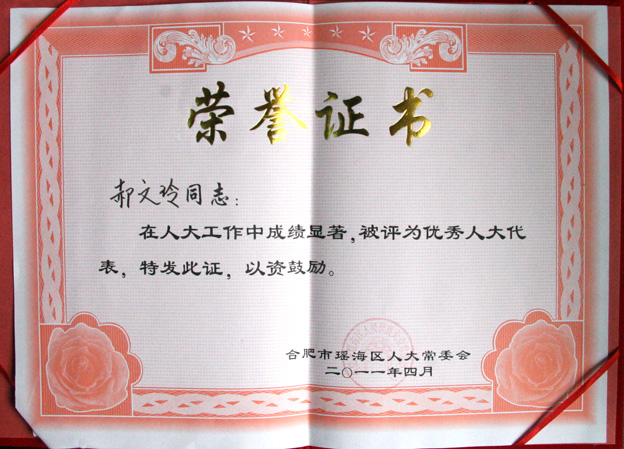 荣誉证书
郝文玲同志：
在人大工作中成绩显著，被评为优秀人大代
表，特发此证，以资鼓励。
合肥市瑶海区人大常委会
二〇一一年四月